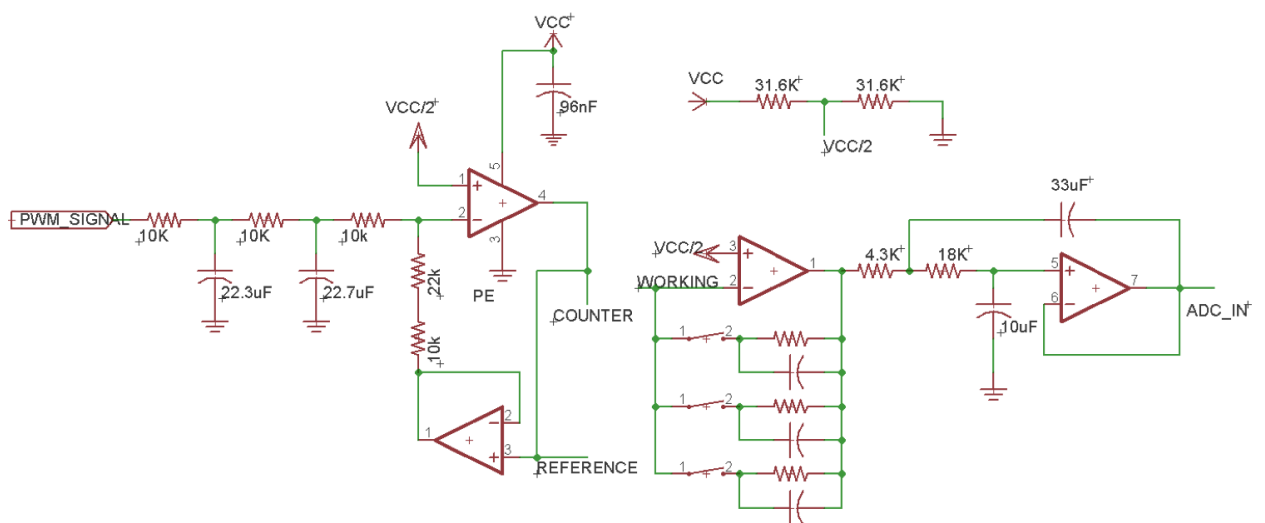 VCC
96nF
VCC/2
5
1
4
2
3
PE
PWM_SIGNAL
10K
10K
10k
22.3uF
22.7uF
22k
10k
COUNTER
2
1
3
REFERENCE
VCC
31.6K
31.6K
VCC/2
33uF
VCC/2
3
1
2
WORKING
4.3K
18K
5
7
6
ADC_IN
10uF
1 2
1 2
1 2